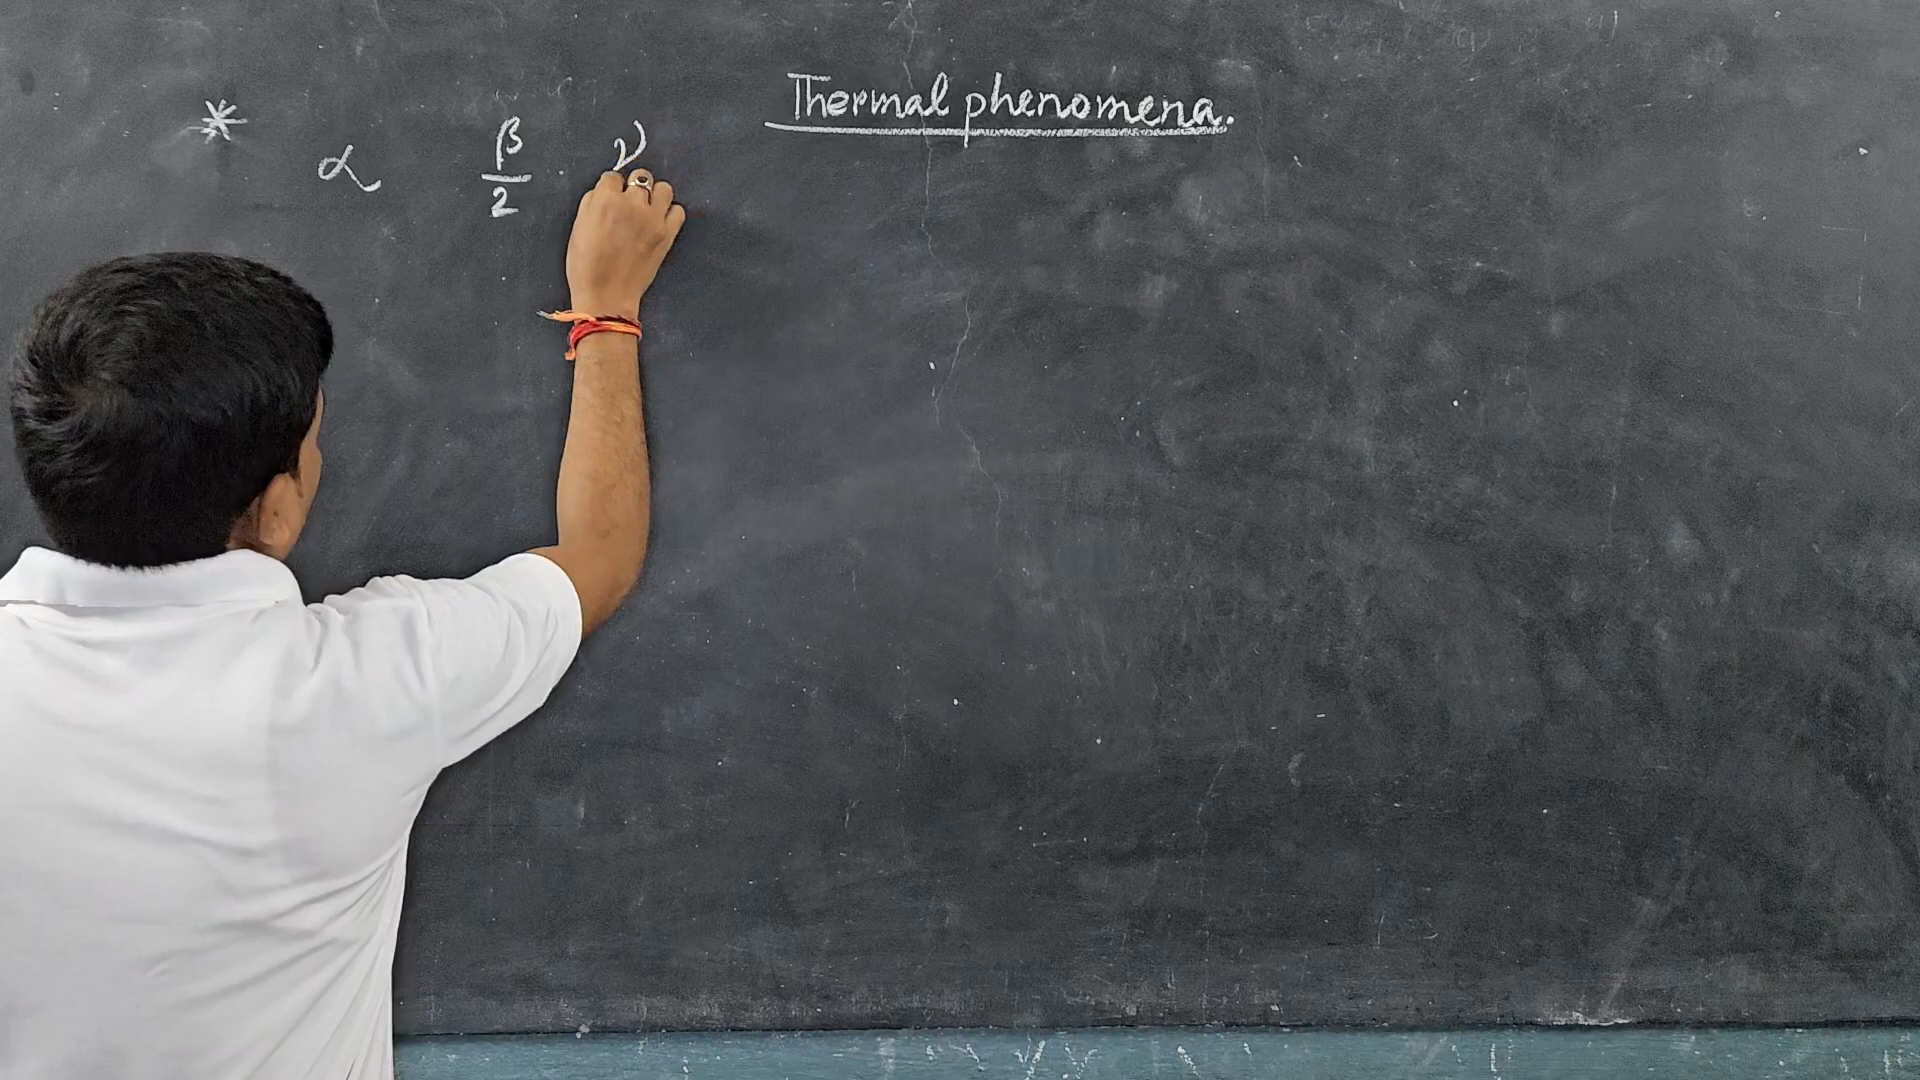 Thermal phenomena.
* α β/2 ν